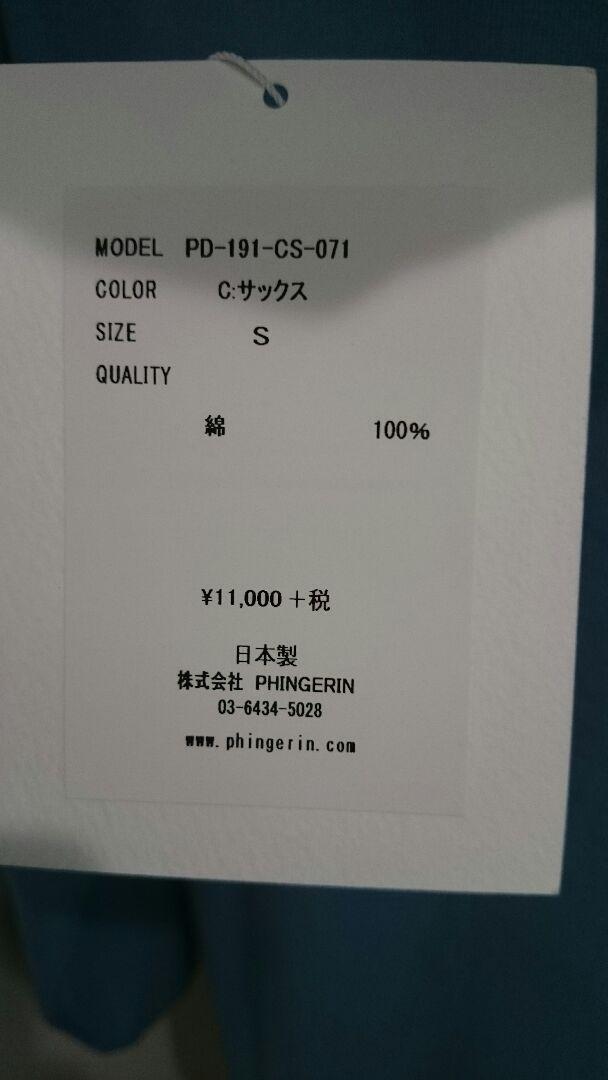 MODEL PD-191-CS-071
COLOR C:サックス
SIZE S
QUALITY
綿 100%
¥11,000+税
日本製
株式会社 PHINGERIN
03-6434-5028
www.phingerin.com